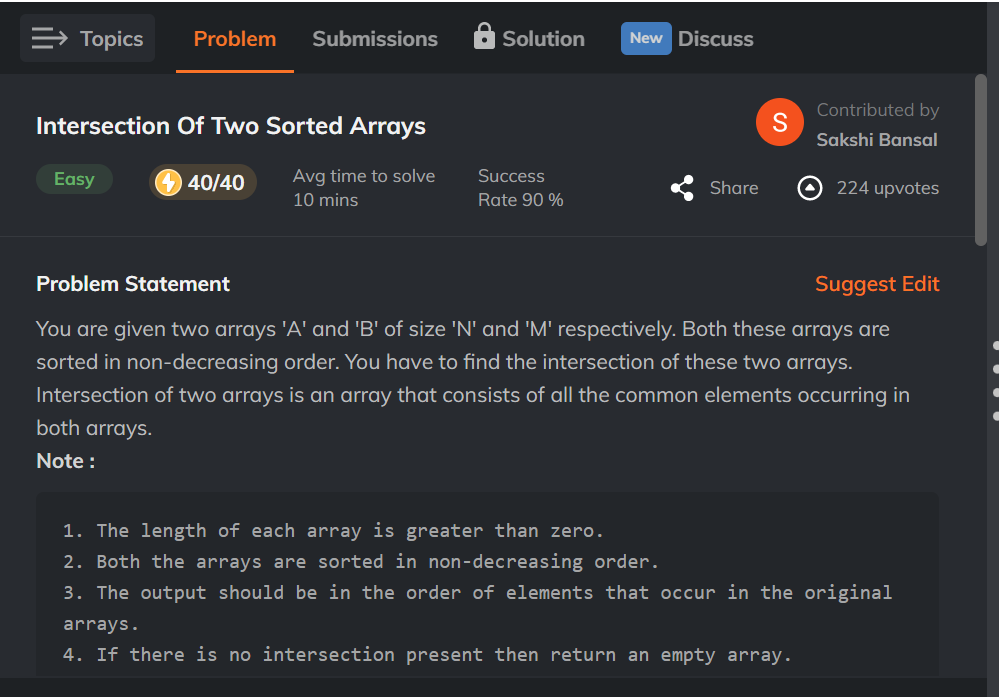 Topics Problem Submissions Solution New Discuss
Intersection Of Two Sorted Arrays
S
Contributed by
Sakshi Bansal
Easy
40/40
Avg time to solve
10 mins
Success
Rate 90 %
Share
224 upvotes
Problem Statement
Suggest Edit
You are given two arrays 'A' and 'B' of size 'N' and 'M' respectively. Both these arrays are
sorted in non-decreasing order. You have to find the intersection of these two arrays.
Intersection of two arrays is an array that consists of all the common elements occurring in
both arrays.
Note :
1. The length of each array is greater than zero.
2. Both the arrays are sorted in non-decreasing order.
3. The output should be in the order of elements that occur in the original
arrays.
4. If there is no intersection present then return an empty array.